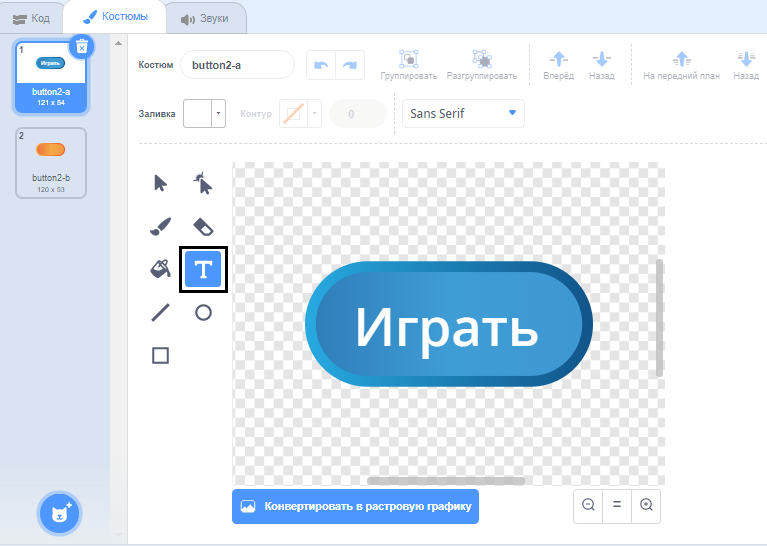 Код
Костюмы
Звуки
1
Играть
button2-a
121 x 54
2
button2-b
120 x 53
Костюм
button2-a
Группировать
Разгруппировать
Вперёд
Назад
На передний план
Назад
Заливка
Контур
0
Sans Serif
T
Играть
Конвертировать в растровую графику